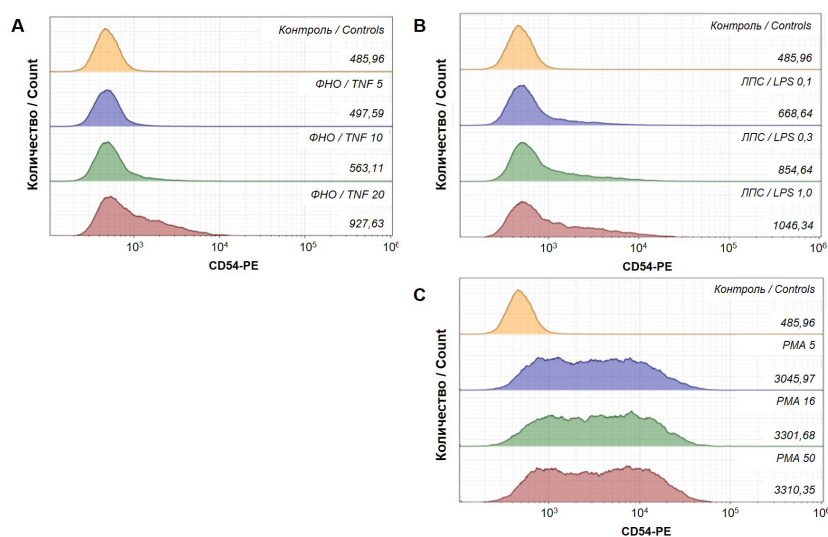 A
Количество / Count
Контроль / Controls
485,96
ФНО / TNF 5
497,59
ФНО / TNF 10
563,11
ФНО / TNF 20
927,63
10³ 10⁴ 10⁵ 10⁶
CD54-PE
B
Количество / Count
Контроль / Controls
485,96
ЛПС / LPS 0,1
668,64
ЛПС / LPS 0,3
854,64
ЛПС / LPS 1,0
1046,34
10³ 10⁴ 10⁵ 10⁶
CD54-PE
C
Количество / Count
Контроль / Controls
485,96
PMA 5
3045,97
PMA 16
3301,68
PMA 50
3310,35
10³ 10⁴ 10⁵ 10⁶
CD54-PE